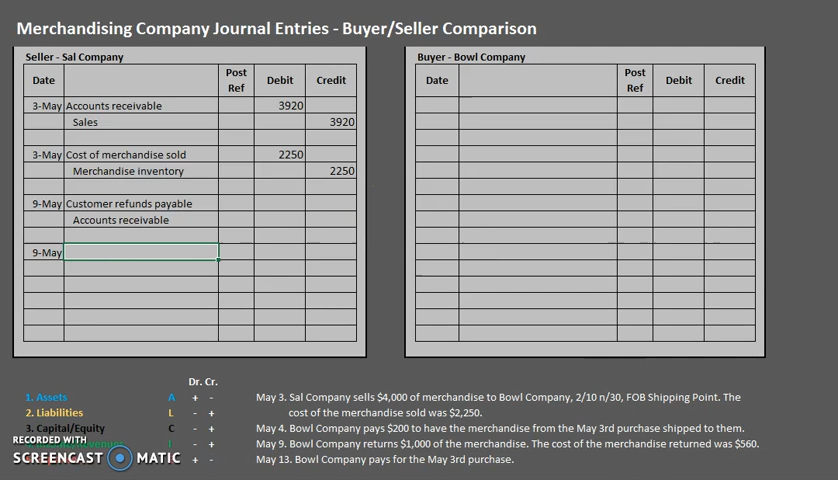 Merchandising Company Journal Entries - Buyer/Seller Comparison
Seller - Sal Company
Date Post Ref Debit Credit
3-May Accounts receivable 3920
Sales 3920
3-May Cost of merchandise sold 2250
Merchandise inventory 2250
9-May Customer refunds payable
Accounts receivable
9-May
Buyer - Bowl Company
Date Post Ref Debit Credit
Dr. Cr.
1. Assets A + -
2. Liabilities L - +
3. Capital/Equity C - +
- +
+ -
RECORDED WITH
SCREENCAST MATIC
May 3. Sal Company sells $4,000 of merchandise to Bowl Company, 2/10 n/30, FOB Shipping Point. The
cost of the merchandise sold was $2,250.
May 4. Bowl Company pays $200 to have the merchandise from the May 3rd purchase shipped to them.
May 9. Bowl Company returns $1,000 of the merchandise. The cost of the merchandise returned was $560.
May 13. Bowl Company pays for the May 3rd purchase.